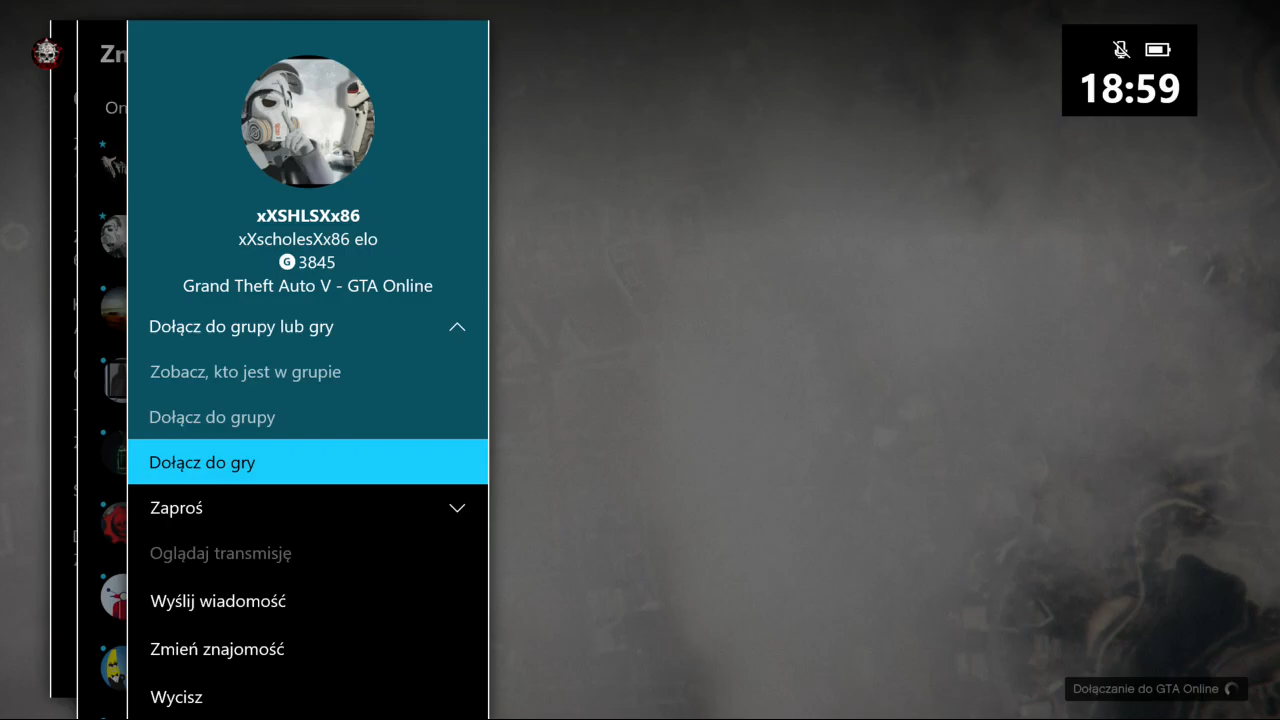 Zn
On
18:59
xXSHLSXx86
xXscholesXx86 elo
G 3845
Grand Theft Auto V - GTA Online
Dołącz do grupy lub gry
Zobacz, kto jest w grupie
Dołącz do grupy
Dołącz do gry
Zaproś
Oglądaj transmisję
Wyślij wiadomość
Zmień znajomość
Wycisz
Dołączanie do GTA Online